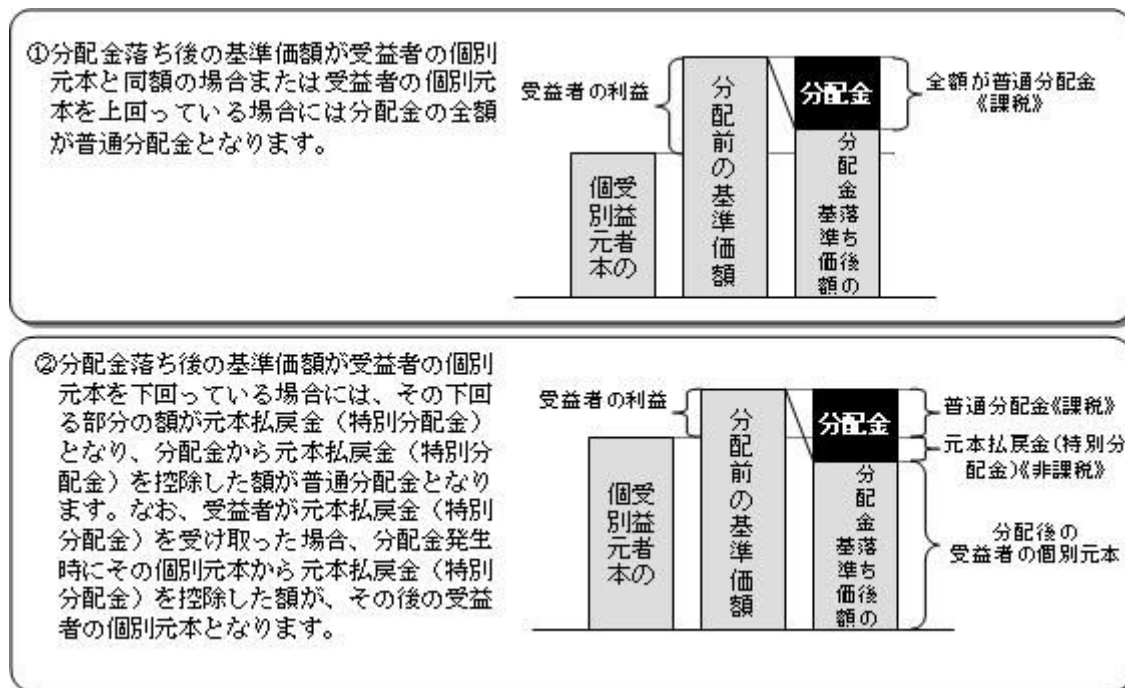 ①分配金落ち後の基準価額が受益者の個別
元本と同額の場合または受益者の個別元
本を上回っている場合には分配金の全額
が普通分配金となります。
受益者の利益
受益者の
個別元本
分配前の基準価額
分配金
分配金落ち後の
基準価額
全額が普通分配金
《課税》
②分配金落ち後の基準価額が受益者の個別
元本を下回っている場合には、その下回
る部分の額が元本払戻金（特別分配金）
となり、分配金から元本払戻金（特別分
配金）を控除した額が普通分配金となり
ます。なお、受益者が元本払戻金（特別
分配金）を受け取った場合、分配金発生
時にその個別元本から元本払戻金（特別
分配金）を控除した額が、その後の受益
者の個別元本となります。
受益者の利益
受益者の
個別元本
分配前の基準価額
分配金
分配金落ち後の
基準価額
普通分配金《課税》
元本払戻金(特別分
配金)《非課税》
分配後の
受益者の個別元本